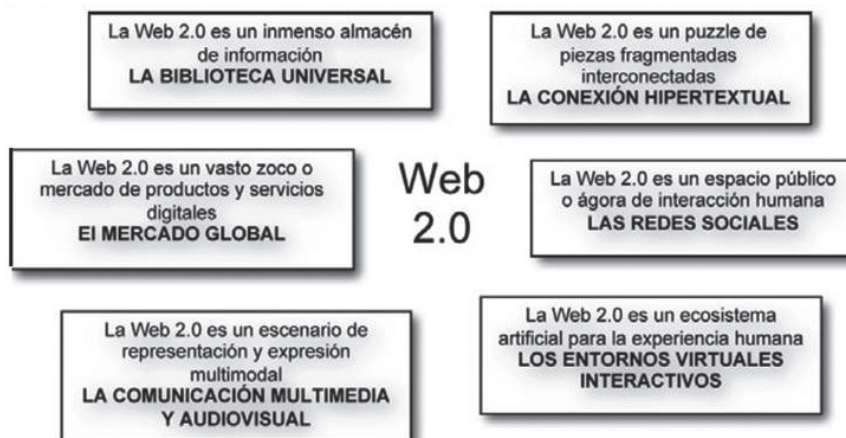 La Web 2.0 es un inmenso almacén
de información
LA BIBLIOTECA UNIVERSAL
La Web 2.0 es un puzzle de
piezas fragmentadas
interconectadas
LA CONEXIÓN HIPERTEXTUAL
La Web 2.0 es un vasto zoco o
mercado de productos y servicios
digitales
El MERCADO GLOBAL
Web
2.0
La Web 2.0 es un espacio público
o ágora de interacción humana
LAS REDES SOCIALES
La Web 2.0 es un escenario de
representación y expresión
multimodal
LA COMUNICACIÓN MULTIMEDIA
Y AUDIOVISUAL
La Web 2.0 es un ecosistema
artificial para la experiencia humana
LOS ENTORNOS VIRTUALES
INTERACTIVOS